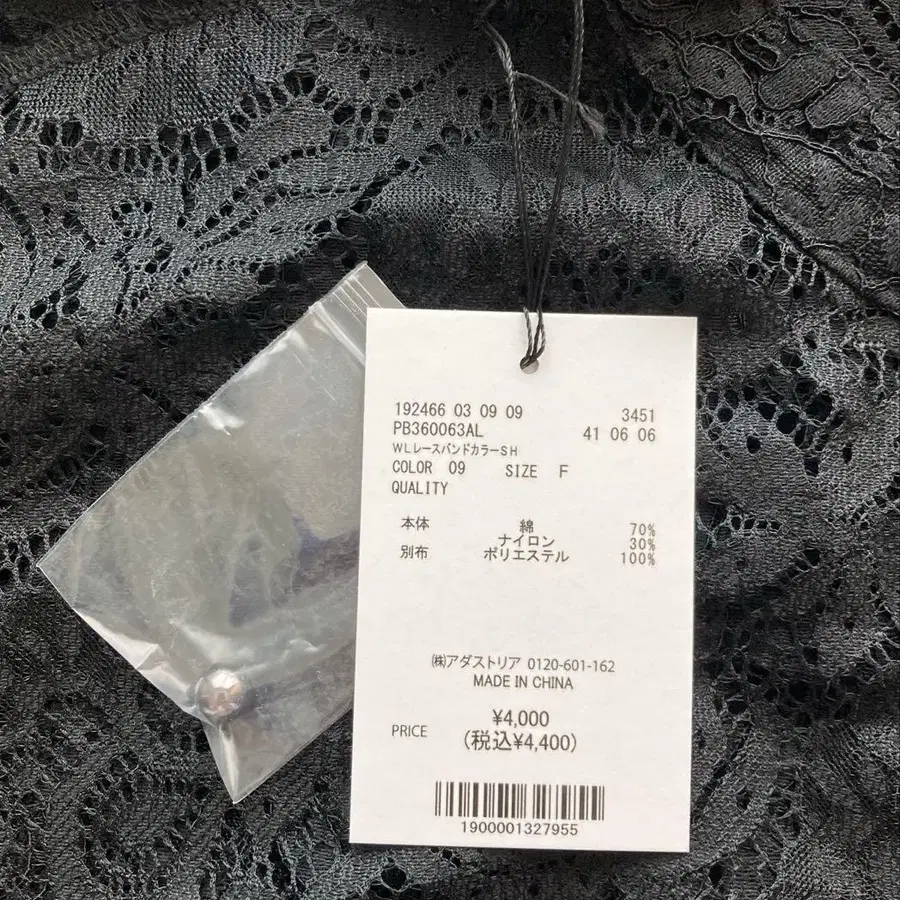 192466 03 09 09 3451
PB360063AL 41 06 06
WLレースバンドカラーSH
COLOR 09 SIZE F
QUALITY
本体 綿 70%
ナイロン 30%
別布 ポリエステル 100%
㈱アダストリア 0120-601-162
MADE IN CHINA
PRICE ¥4,000
(税込¥4,400)
1900001327955